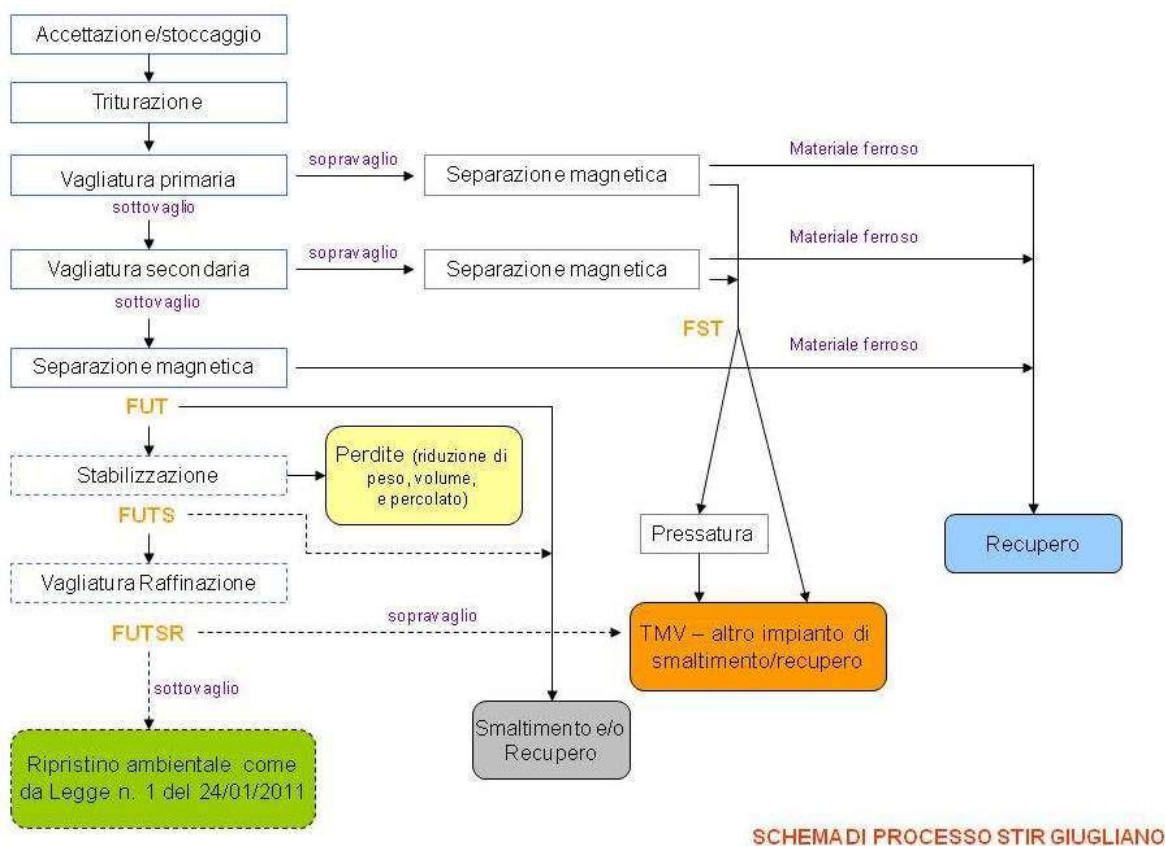 Accettazione/stoccaggio
Triturazione
Vagliatura primaria
sopravaglio
Separazione magnetica
Materiale ferroso
sottovaglio
Vagliatura secondaria
sopravaglio
Separazione magnetica
Materiale ferroso
sottovaglio
FST
Separazione magnetica
Materiale ferroso
FUT
Stabilizzazione
Perdite (riduzione di
peso, volume,
e percolato)
FUTS
Pressatura
Recupero
Vagliatura Raffinazione
FUTSR
sopravaglio
TMV – altro impianto di
smaltimento/recupero
sottovaglio
Smaltimento e/o
Recupero
Ripristino ambientale come
da Legge n. 1 del 24/01/2011
SCHEMA DI PROCESSO STIR GIUGLIANO